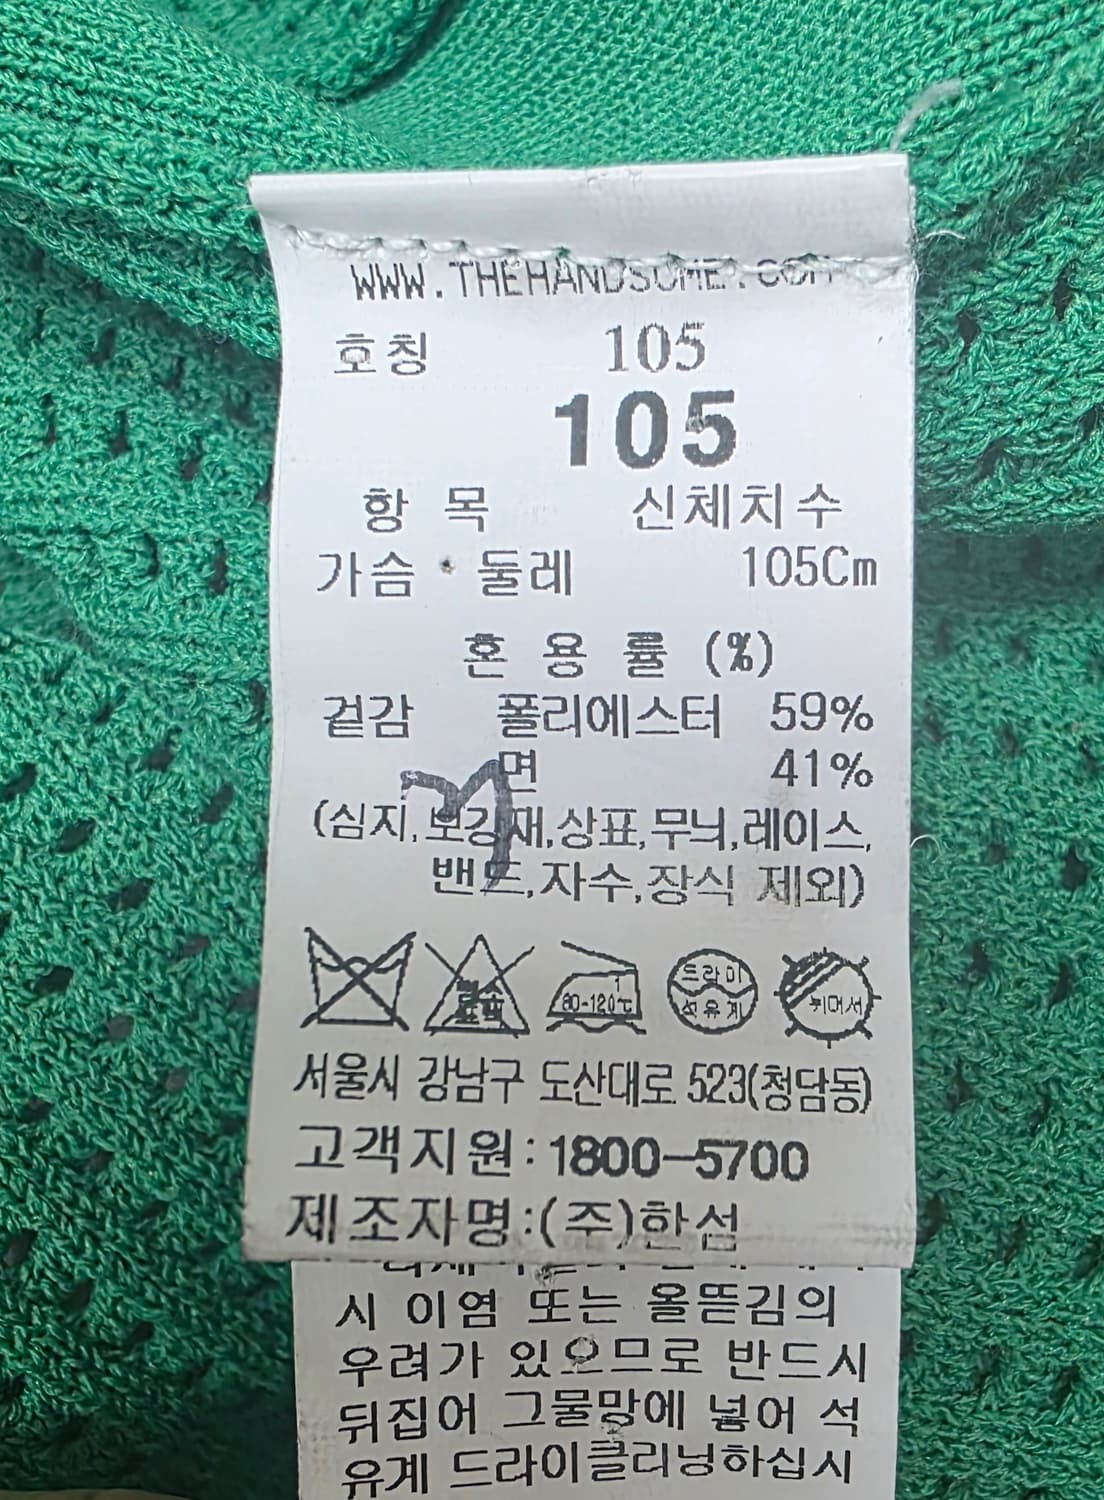 WWW.THEHANDSOME.COM
호칭 105
105
항 목 신체치수
가슴·둘레 105Cm
혼 용 률 (%)
겉감 폴리에스터 59%
면 41%
(심지,보강재,상표,무늬,레이스,
밴드,자수,장식 제외)
80-120℃ 드라이 석유계 뉘어서
서울시 강남구 도산대로 523(청담동)
고객지원:1800-5700
제조자명:(주)한섬
시 이염 또는 올뜯김의
우려가 있으므로 반드시
뒤집어 그물망에 넣어 석
유계 드라이클리닝하십시